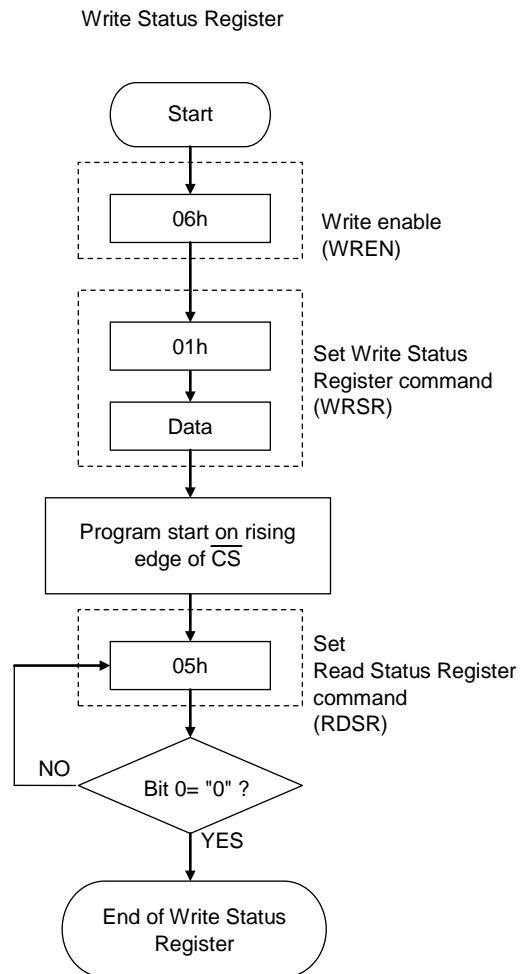 Write Status Register
Start
06h
Write enable
(WREN)
01h
Set Write Status
Register command
(WRSR)
Data
Program start on rising
edge of C̅S̅
05h
Set
Read Status Register
command
(RDSR)
NO
Bit 0= "0" ?
YES
End of Write Status
Register